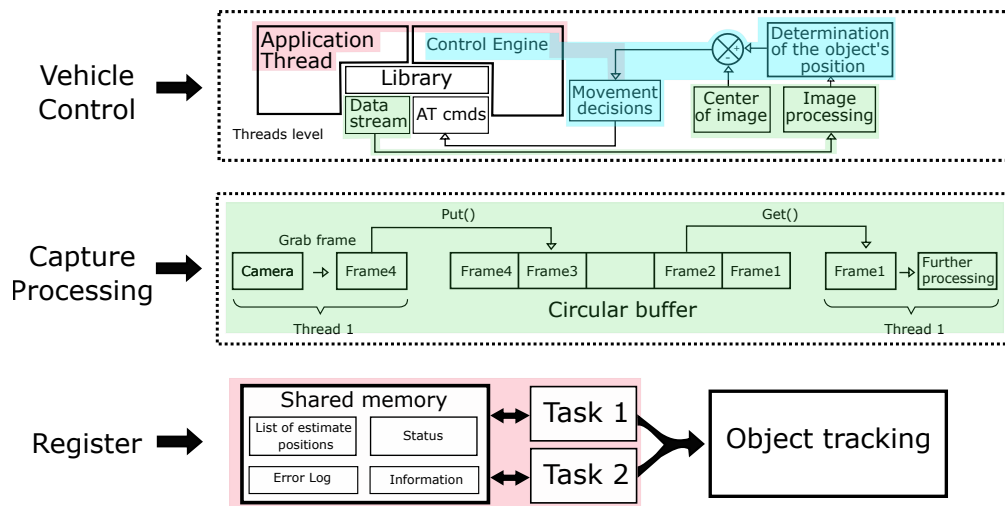 Vehicle
Control
Application
Thread
Control Engine
Library
Data
stream
AT cmds
Threads level
Movement
decisions
+
-
Center
of image
Determination
of the object's
position
Image
processing
Capture
Processing
Put()
Get()
Grab frame
Camera
Frame4
Thread 1
Frame4
Frame3
Frame2
Frame1
Circular buffer
Frame1
Further
processing
Thread 1
Register
Shared memory
List of estimate
positions
Status
Error Log
Information
Task 1
Task 2
Object tracking